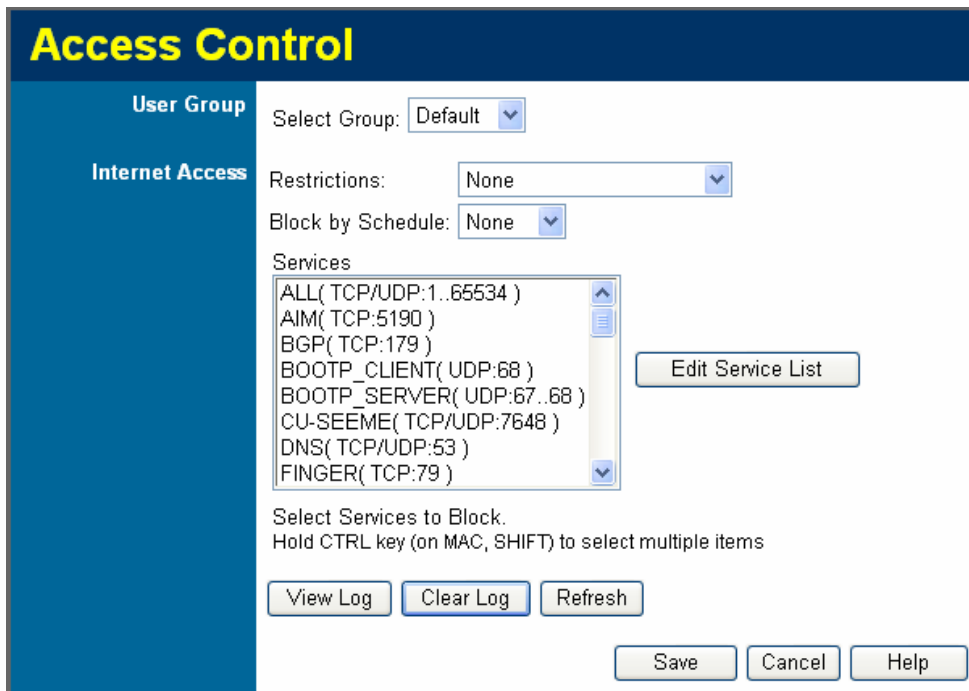 Access Control
User Group
Select Group: Default
Internet Access
Restrictions: None
Block by Schedule: None
Services
ALL( TCP/UDP:1..65534 )
AIM( TCP:5190 )
BGP( TCP:179 )
BOOTP_CLIENT( UDP:68 )
BOOTP_SERVER( UDP:67..68 )
CU-SEEME( TCP/UDP:7648 )
DNS( TCP/UDP:53 )
FINGER( TCP:79 )
Edit Service List
Select Services to Block.
Hold CTRL key (on MAC, SHIFT) to select multiple items
View Log Clear Log Refresh
Save Cancel Help